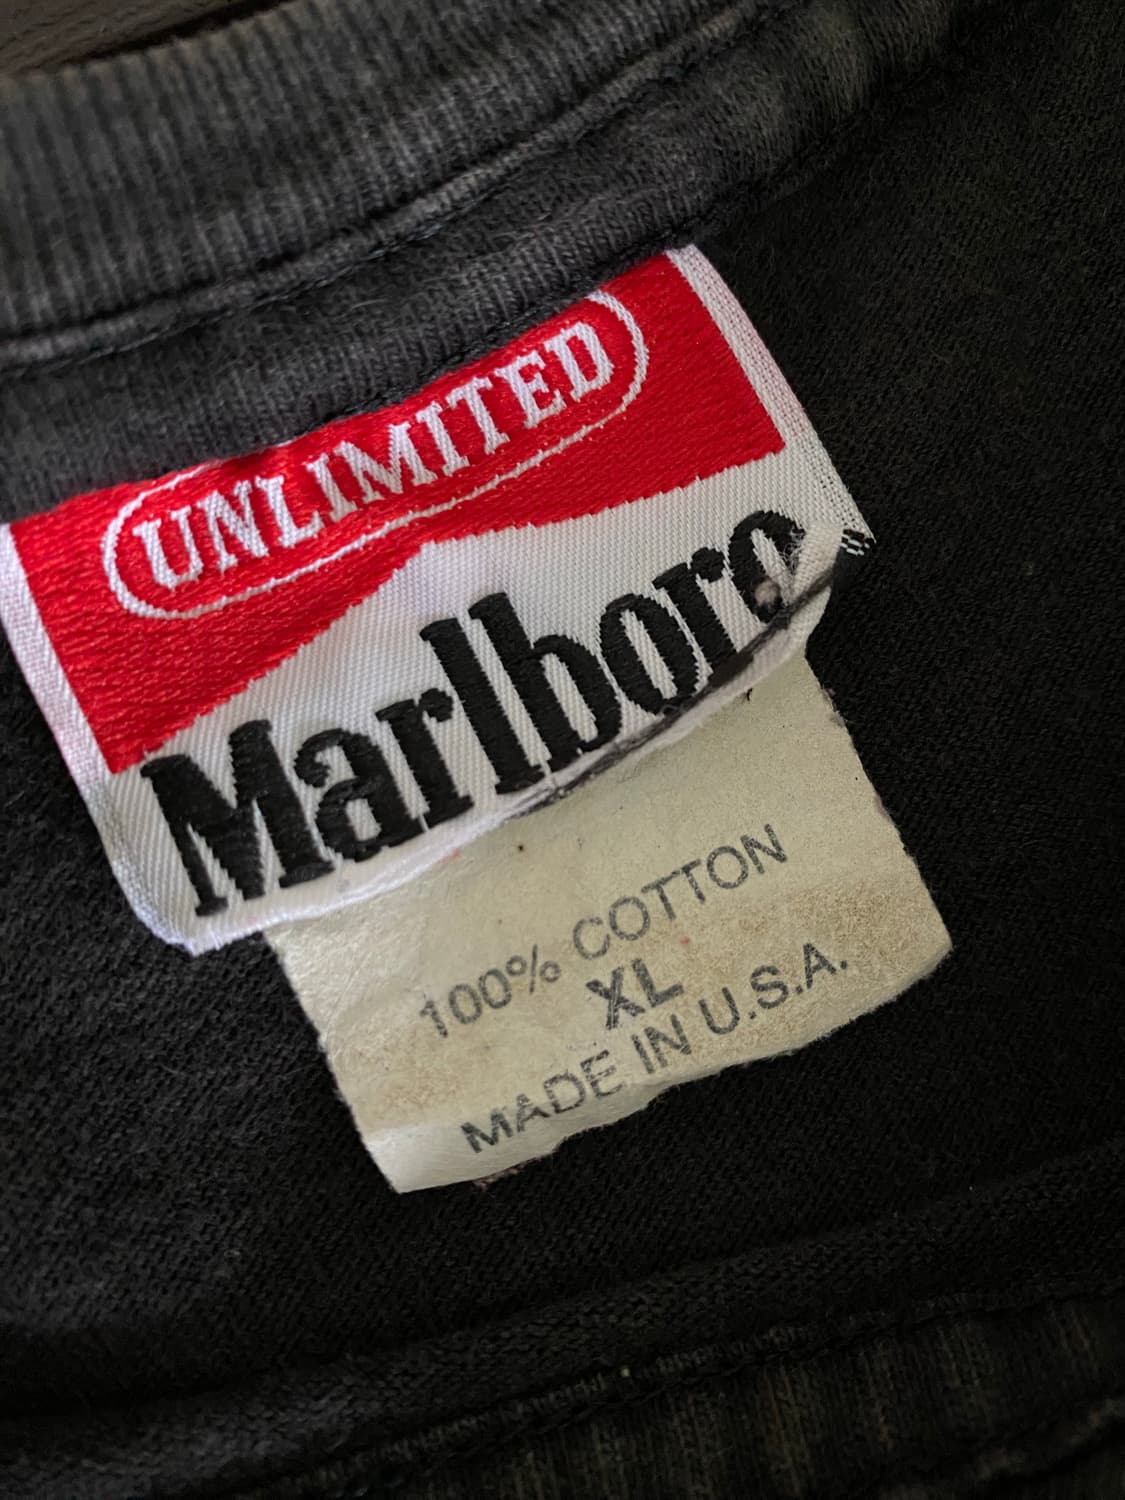 UNLIMITED
Marlboro
100% COTTON
XL
MADE IN U.S.A.